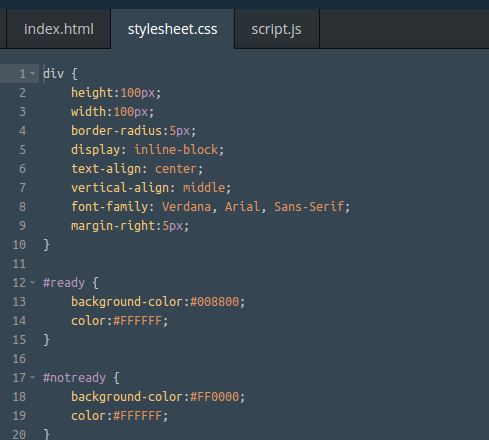 index.html stylesheet.css script.js
1 div {
2     height:100px;
3     width:100px;
4     border-radius:5px;
5     display: inline-block;
6     text-align: center;
7     vertical-align: middle;
8     font-family: Verdana, Arial, Sans-Serif;
9     margin-right:5px;
10 }
11
12 #ready {
13     background-color:#008800;
14     color:#FFFFFF;
15 }
16
17 #notready {
18     background-color:#FF0000;
19     color:#FFFFFF;
20 }